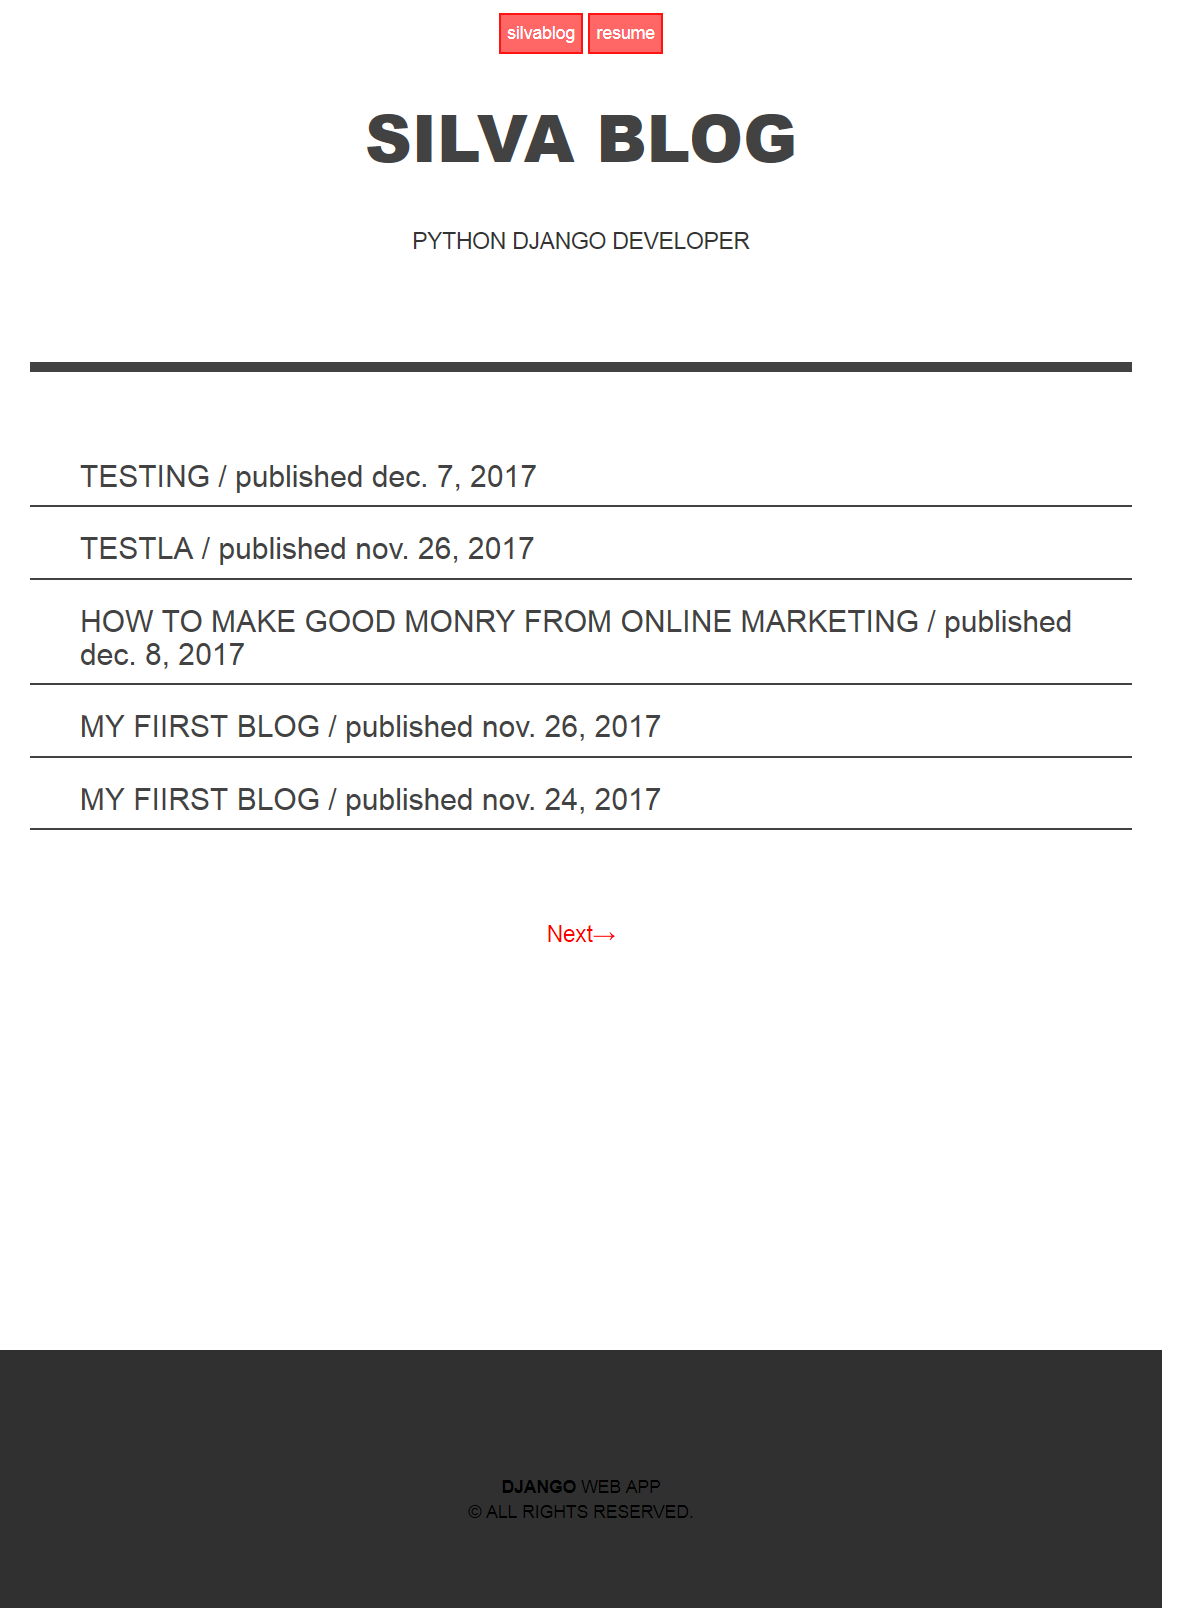 silvablog resume
SILVA BLOG
PYTHON DJANGO DEVELOPER
TESTING / published dec. 7, 2017
TESTLA / published nov. 26, 2017
HOW TO MAKE GOOD MONRY FROM ONLINE MARKETING / published
dec. 8, 2017
MY FIIRST BLOG / published nov. 26, 2017
MY FIIRST BLOG / published nov. 24, 2017
Next→
DJANGO WEB APP
© ALL RIGHTS RESERVED.